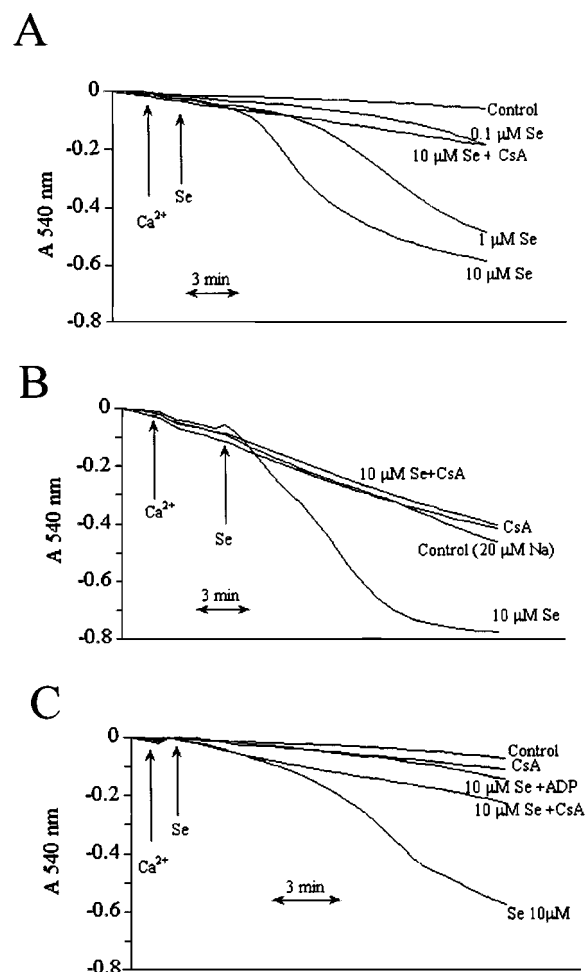 A
0
-0.2
-0.4
-0.6
-0.8
A 540 nm
Ca²⁺
Se
3 min
Control
0.1 µM Se
10 µM Se + CsA
1 µM Se
10 µM Se
B
0
-0.2
-0.4
-0.6
-0.8
A 540 nm
Ca²⁺
Se
3 min
10 µM Se+CsA
CsA
Control (20 µM Na)
10 µM Se
C
0
-0.2
-0.4
-0.6
-0.8
A 540 nm
Ca²⁺
Se
3 min
Control
CsA
10 µM Se +ADP
10 µM Se +CsA
Se 10µM